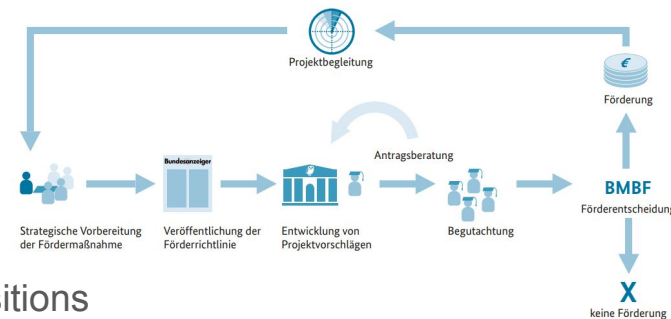 Projektbegleitung
€
Förderung
Bundesanzeiger
Antragsberatung
BMBF
Förderentscheidung
Strategische Vorbereitung
der Fördermaßnahme
Veröffentlichung der
Förderrichtlinie
Entwicklung von
Projektvorschlägen
Begutachtung
X
keine Förderung
sitions